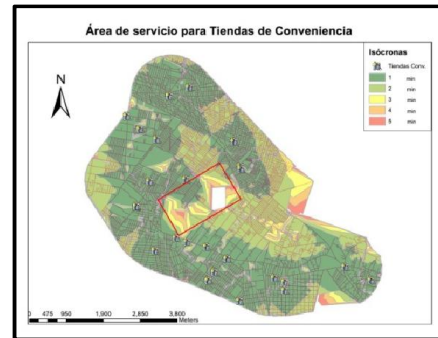 Área de servicio para Tiendas de Conveniencia
N
Isócronas
Tiendas Conv.
1 min
2 min
3 min
4 min
5 min
0 475 950 1,900 2,850 3,800
Meters